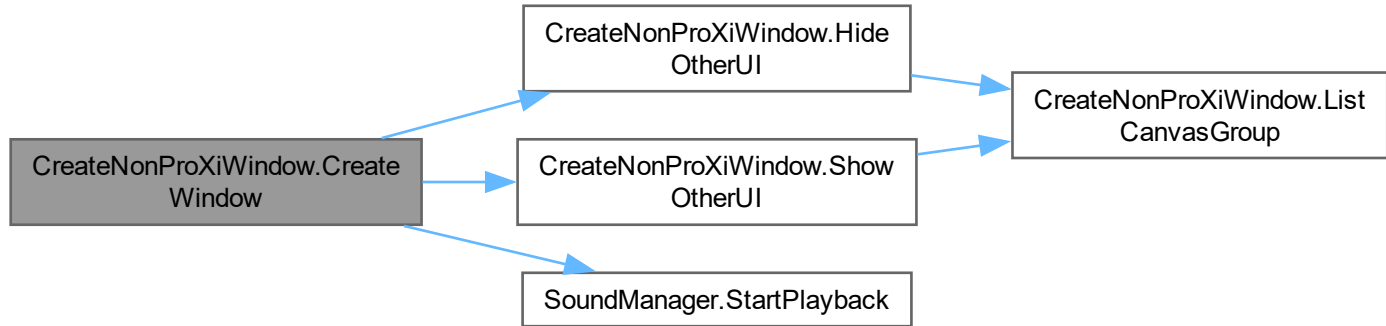 CreateNonProXiWindow.Create
Window
CreateNonProXiWindow.Hide
OtherUI
CreateNonProXiWindow.Show
OtherUI
SoundManager.StartPlayback
CreateNonProXiWindow.List
CanvasGroup